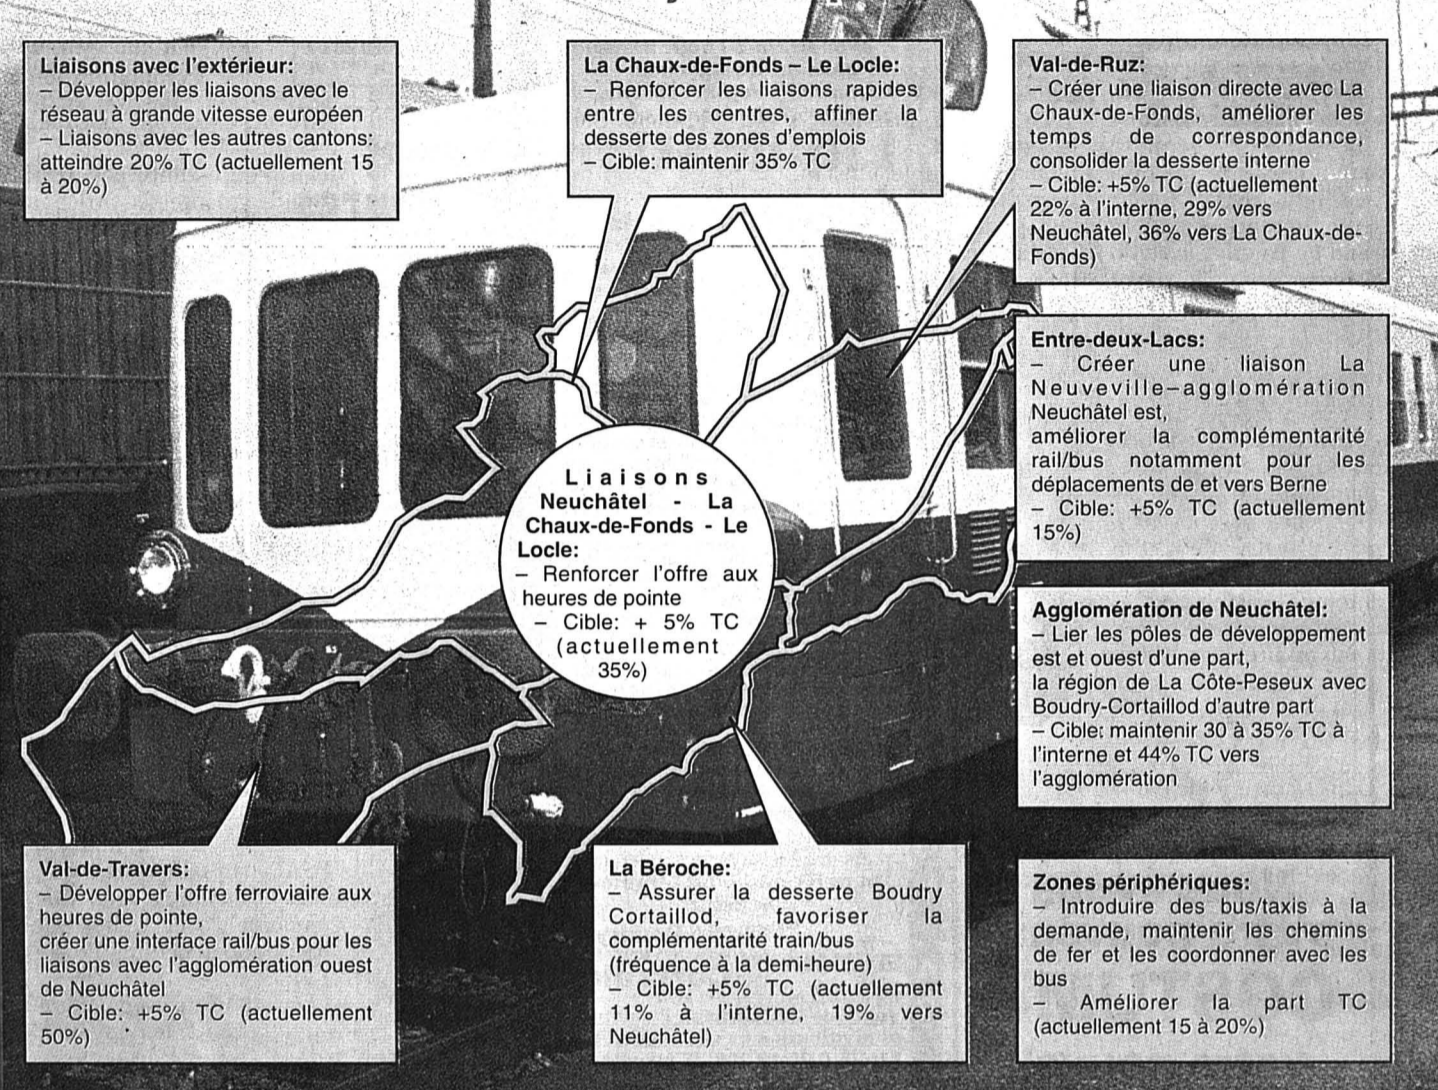 Liaisons avec l'extérieur:
– Développer les liaisons avec le
réseau à grande vitesse européen
– Liaisons avec les autres cantons:
atteindre 20% TC (actuellement 15
à 20%)
La Chaux-de-Fonds – Le Locle:
– Renforcer les liaisons rapides
entre les centres, affiner la
desserte des zones d'emplois
– Cible: maintenir 35% TC
Val-de-Ruz:
– Créer une liaison directe avec La
Chaux-de-Fonds, améliorer les
temps de correspondance,
consolider la desserte interne
– Cible: +5% TC (actuellement
22% à l'interne, 29% vers
Neuchâtel, 36% vers La Chaux-de-
Fonds)
Entre-deux-Lacs:
– Créer une liaison La
Neuveville–agglomération
Neuchâtel est,
améliorer la complémentarité
rail/bus notamment pour les
déplacements de et vers Berne
– Cible: +5% TC (actuellement
15%)
Liaisons
Neuchâtel - La
Chaux-de-Fonds - Le
Locle:
– Renforcer l'offre aux
heures de pointe
– Cible: + 5% TC
(actuellement
35%)
Agglomération de Neuchâtel:
– Lier les pôles de développement
est et ouest d'une part,
la région de La Côte-Peseux avec
Boudry-Cortaillod d'autre part
– Cible: maintenir 30 à 35% TC à
l'interne et 44% TC vers
l'agglomération
Val-de-Travers:
– Développer l'offre ferroviaire aux
heures de pointe,
créer une interface rail/bus pour les
liaisons avec l'agglomération ouest
de Neuchâtel
– Cible: +5% TC (actuellement
50%)
La Béroche:
– Assurer la desserte Boudry
Cortaillod, favoriser la
complémentarité train/bus
(fréquence à la demi-heure)
– Cible: +5% TC (actuellement
11% à l'interne, 19% vers
Neuchâtel)
Zones périphériques:
– Introduire des bus/taxis à la
demande, maintenir les chemins
de fer et les coordonner avec les
bus
– Améliorer la part TC
(actuellement 15 à 20%)